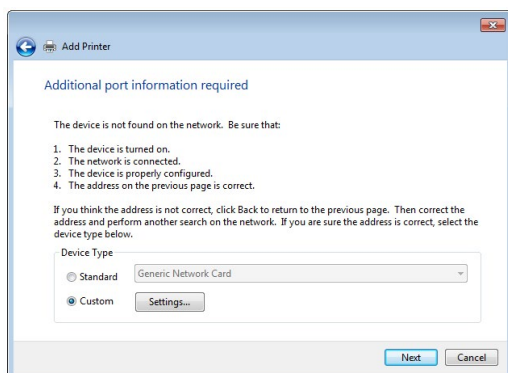 Add Printer
Additional port information required
The device is not found on the network. Be sure that:
1. The device is turned on.
2. The network is connected.
3. The device is properly configured.
4. The address on the previous page is correct.
If you think the address is not correct, click Back to return to the previous page. Then correct the
address and perform another search on the network. If you are sure the address is correct, select the
device type below.
Device Type
Standard Generic Network Card
Custom Settings...
Next Cancel